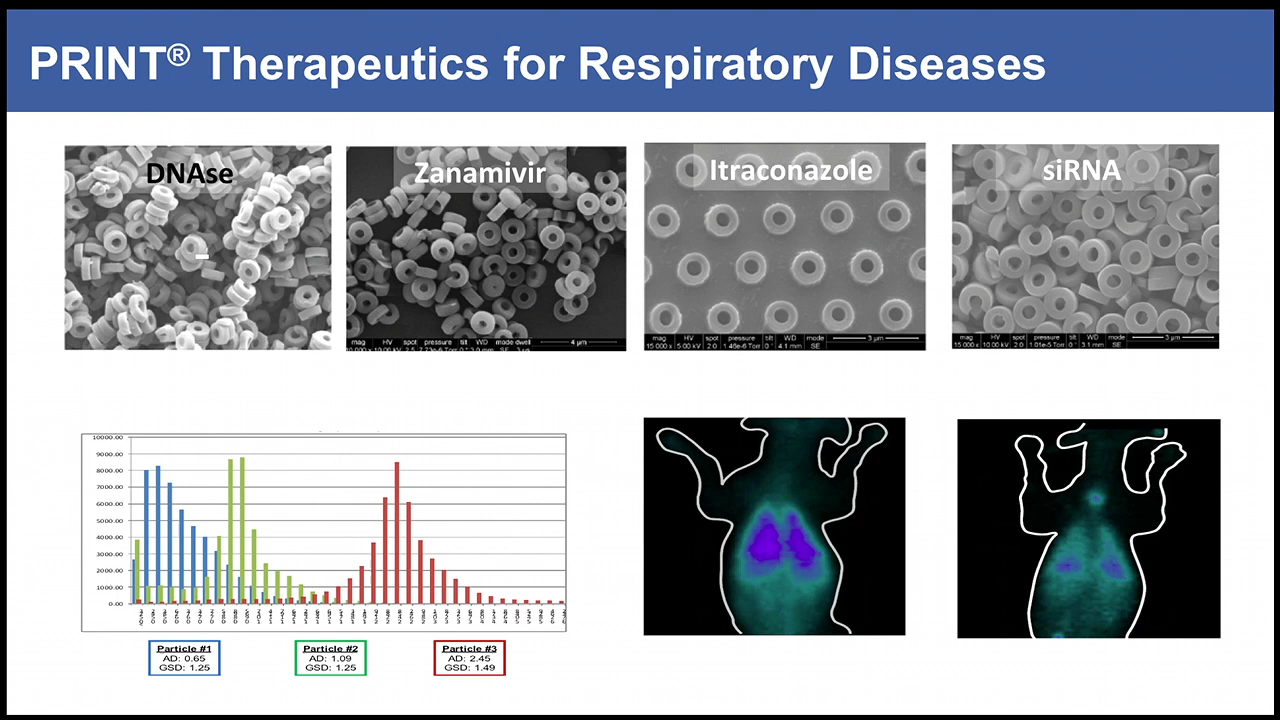 PRINT® Therapeutics for Respiratory Diseases
DNAse
Zanamivir
Itraconazole
siRNA
mag HV spot pressure tilt WD mode dwell
4 µm
mag HV spot pressure tilt WD mode
15 000 x 5.00 kV 2.0 1.46e-6 Torr 0 ° 4.1 mm SE
3 µm
mag HV spot pressure tilt WD mode
15 000 x 10.00 kV 2.0 1.01e-5 Torr 0 ° 3.1 mm SE
3 µm
10000.00
9000.00
8000.00
7000.00
6000.00
5000.00
4000.00
3000.00
2000.00
1000.00
0.00
Particle #1
AD: 0.65
GSD: 1.25
Particle #2
AD: 1.09
GSD: 1.25
Particle #3
AD: 2.45
GSD: 1.49